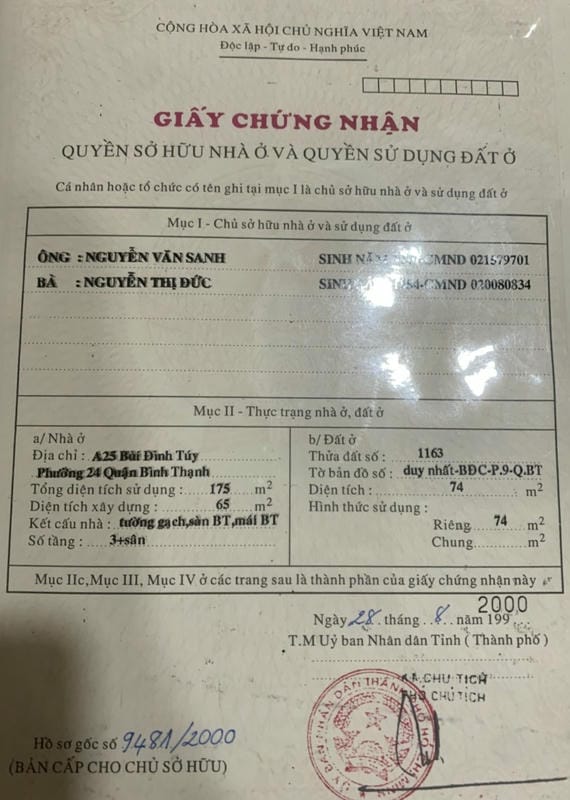 CỘNG HÒA XÃ HỘI CHỦ NGHĨA VIỆT NAM
Độc lập - Tự do - Hạnh phúc
GIẤY CHỨNG NHẬN
QUYỀN SỞ HỮU NHÀ Ở VÀ QUYỀN SỬ DỤNG ĐẤT Ở
Cá nhân hoặc tổ chức có tên ghi tại mục I là chủ sở hữu nhà ở và sử dụng đất ở
Mục I - Chủ sở hữu nhà ở và sử dụng đất ở
ÔNG : NGUYỄN VĂN SANH SINH NĂM CMND 021579701
BÀ : NGUYỄN THỊ ĐỨC SINH CMND 020080834
Mục II - Thực trạng nhà ở, đất ở
a/ Nhà ở
Địa chỉ : A25 Bùi Đình Túy
Phường 24 Quận Bình Thạnh
Tổng diện tích sử dụng : 175 m2
Diện tích xây dựng : 65 m2
Kết cấu nhà : tường gạch,sàn BT,mái BT
Số tầng : 3+sân
b/ Đất ở
Thửa đất số : 1163
Tờ bản đồ số : duy nhất-BĐC-P.9-Q.BT
Diện tích : 74 m2
Hình thức sử dụng :
Riêng 74 m2
Chung m2
Mục IIc,Mục III, Mục IV ở các trang sau là thành phần của giấy chứng nhận này
2000
Ngày 28 tháng 8 năm 199
T.M Uỷ ban Nhân dân Tỉnh ( Thành phố )
CHỦ TỊCH
PHÓ CHỦ TỊCH
Hồ sơ gốc số 9481/2000
(BẢN CẤP CHO CHỦ SỞ HỮU)